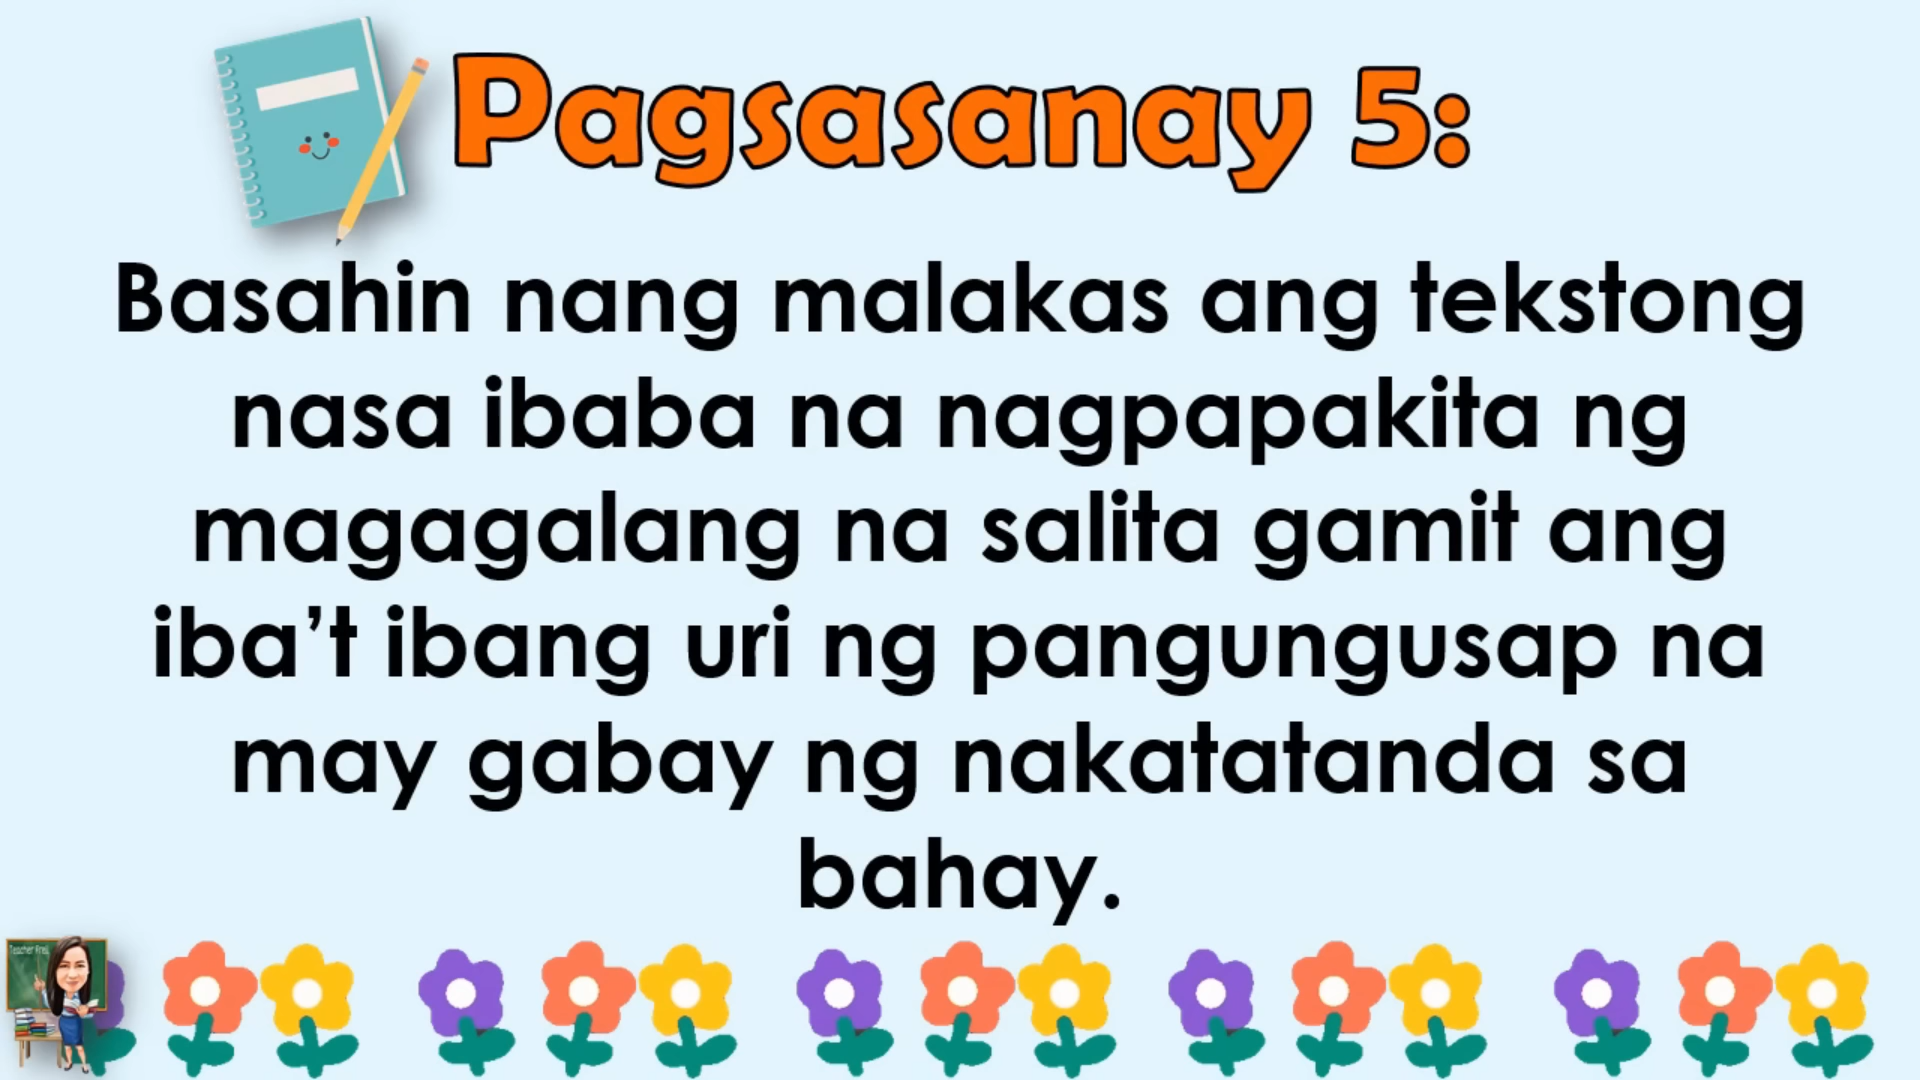 Pagsasanay 5:
Basahin nang malakas ang tekstong
nasa ibaba na nagpapakita ng
magagalang na salita gamit ang
iba’t ibang uri ng pangungusap na
may gabay ng nakatatanda sa
bahay.
Teacher